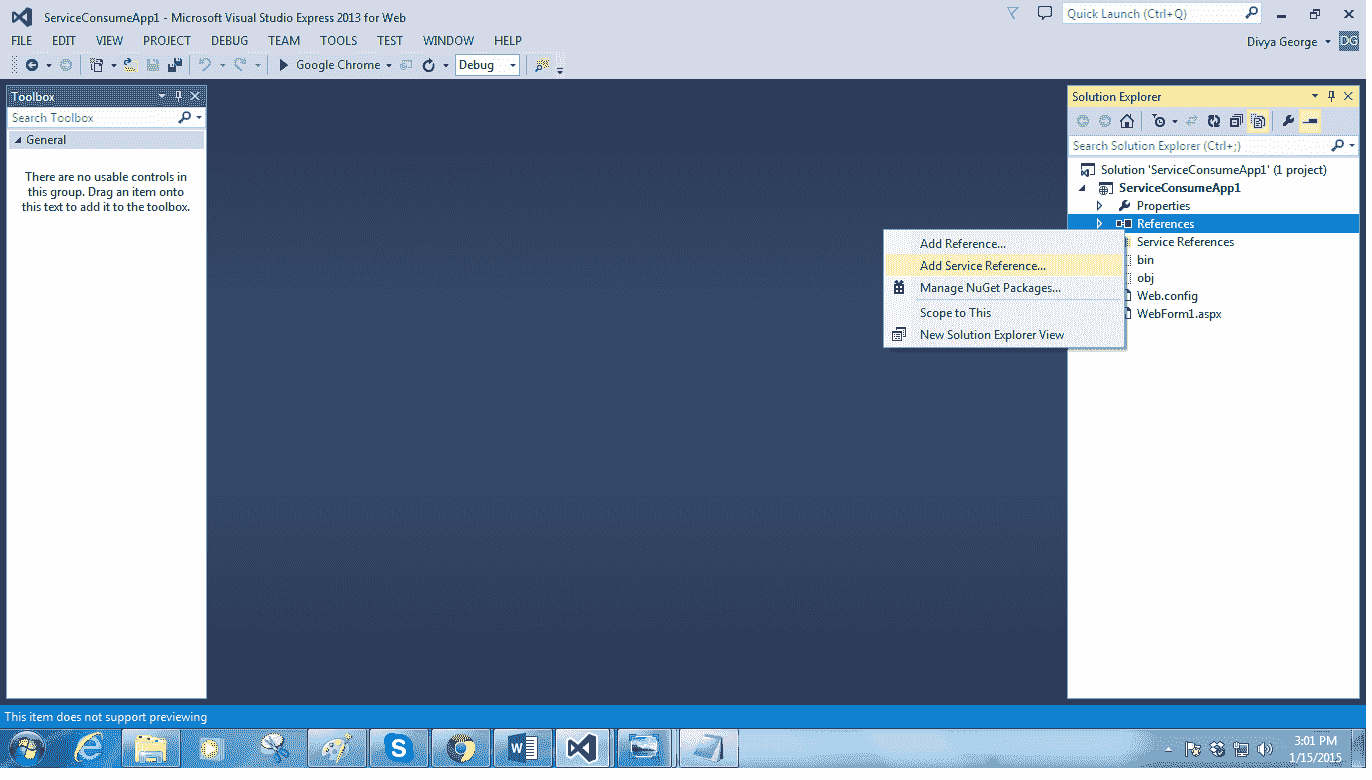 ServiceConsumeApp1 - Microsoft Visual Studio Express 2013 for Web
Quick Launch (Ctrl+Q)
FILE EDIT VIEW PROJECT DEBUG TEAM TOOLS TEST WINDOW HELP
Divya George DG
Google Chrome Debug
Toolbox
Search Toolbox
General
There are no usable controls in
this group. Drag an item onto
this text to add it to the toolbox.
Add Reference...
Add Service Reference...
Manage NuGet Packages...
Scope to This
New Solution Explorer View
Solution Explorer
Search Solution Explorer (Ctrl+;)
Solution 'ServiceConsumeApp1' (1 project)
ServiceConsumeApp1
Properties
References
Service References
bin
obj
Web.config
WebForm1.aspx
This item does not support previewing
3:01 PM
1/15/2015